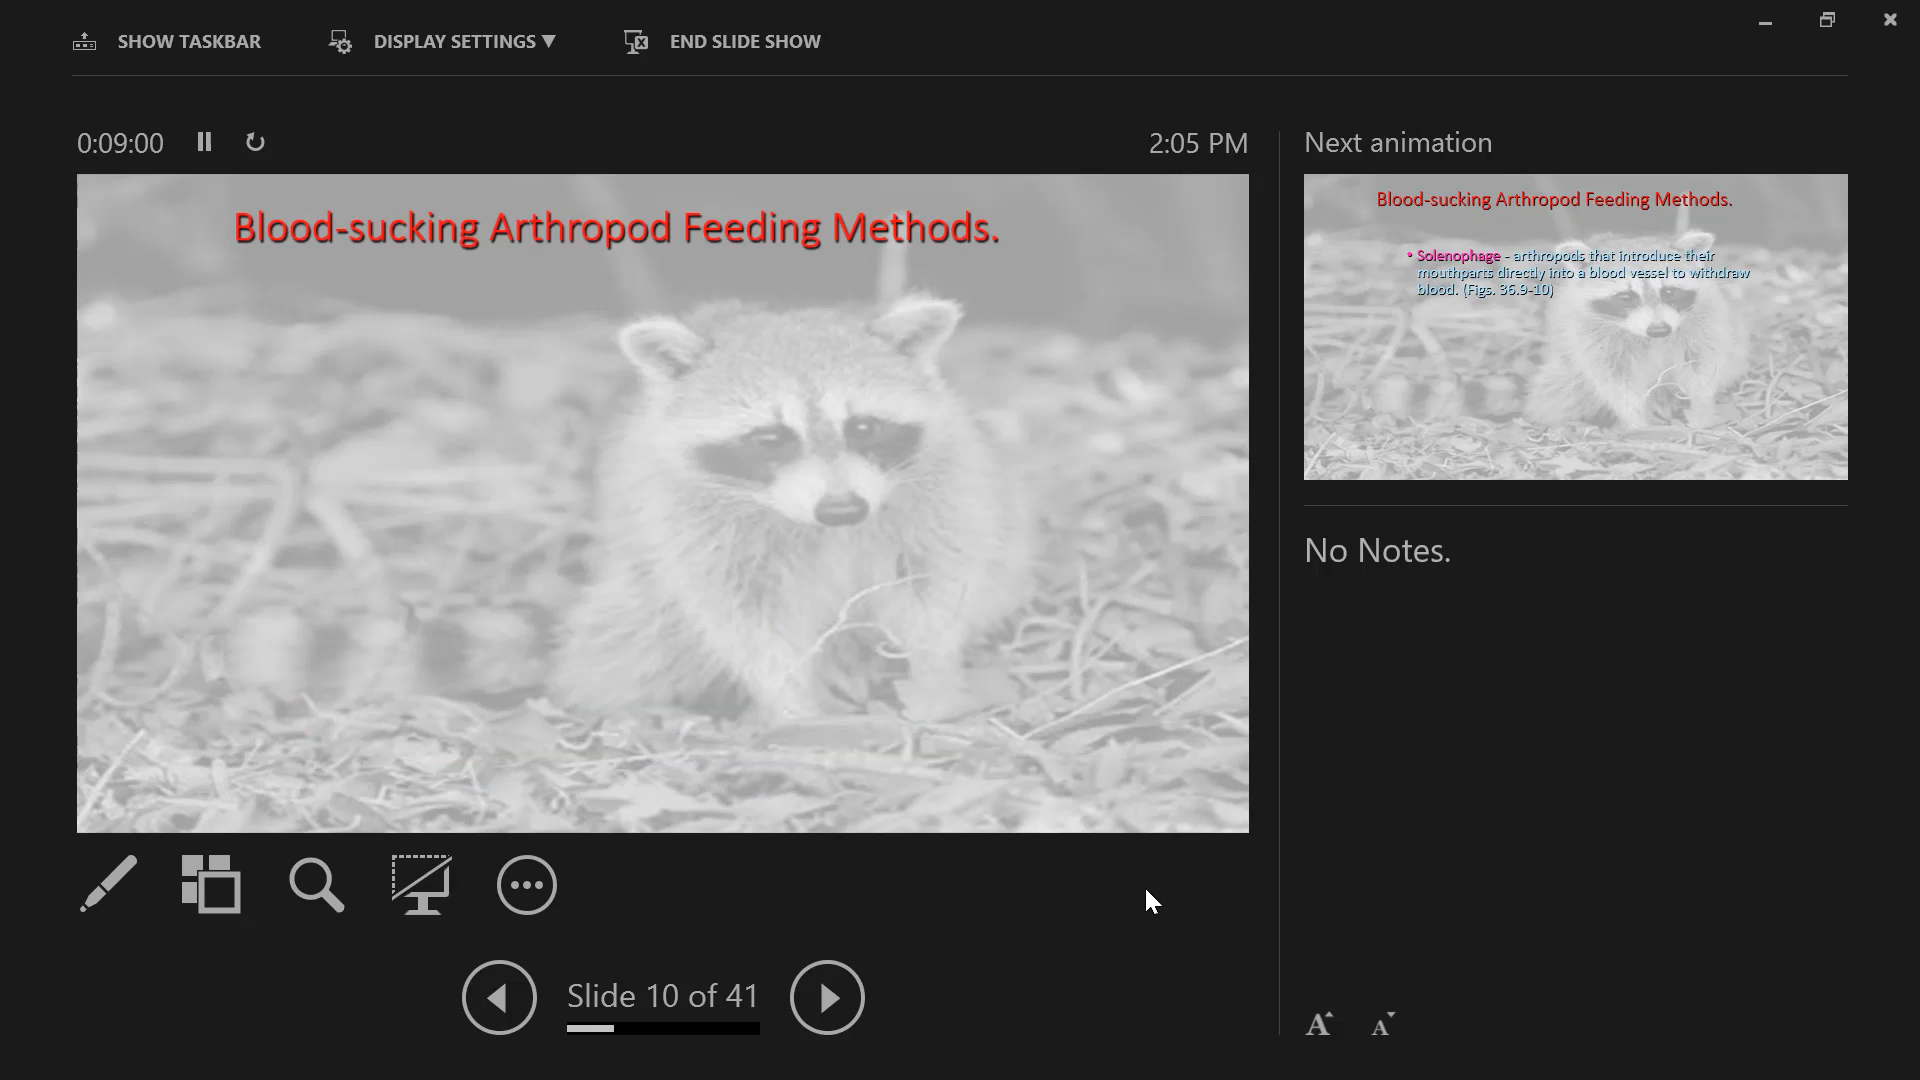 SHOW TASKBAR
DISPLAY SETTINGS ▼
END SLIDE SHOW
0:09:00
2:05 PM
Blood-sucking Arthropod Feeding Methods.
Slide 10 of 41
Next animation
Blood-sucking Arthropod Feeding Methods.
• Solenophage - arthropods that introduce their
mouthparts directly into a blood vessel to withdraw
blood. (Figs. 36.9-10)
No Notes.
A A